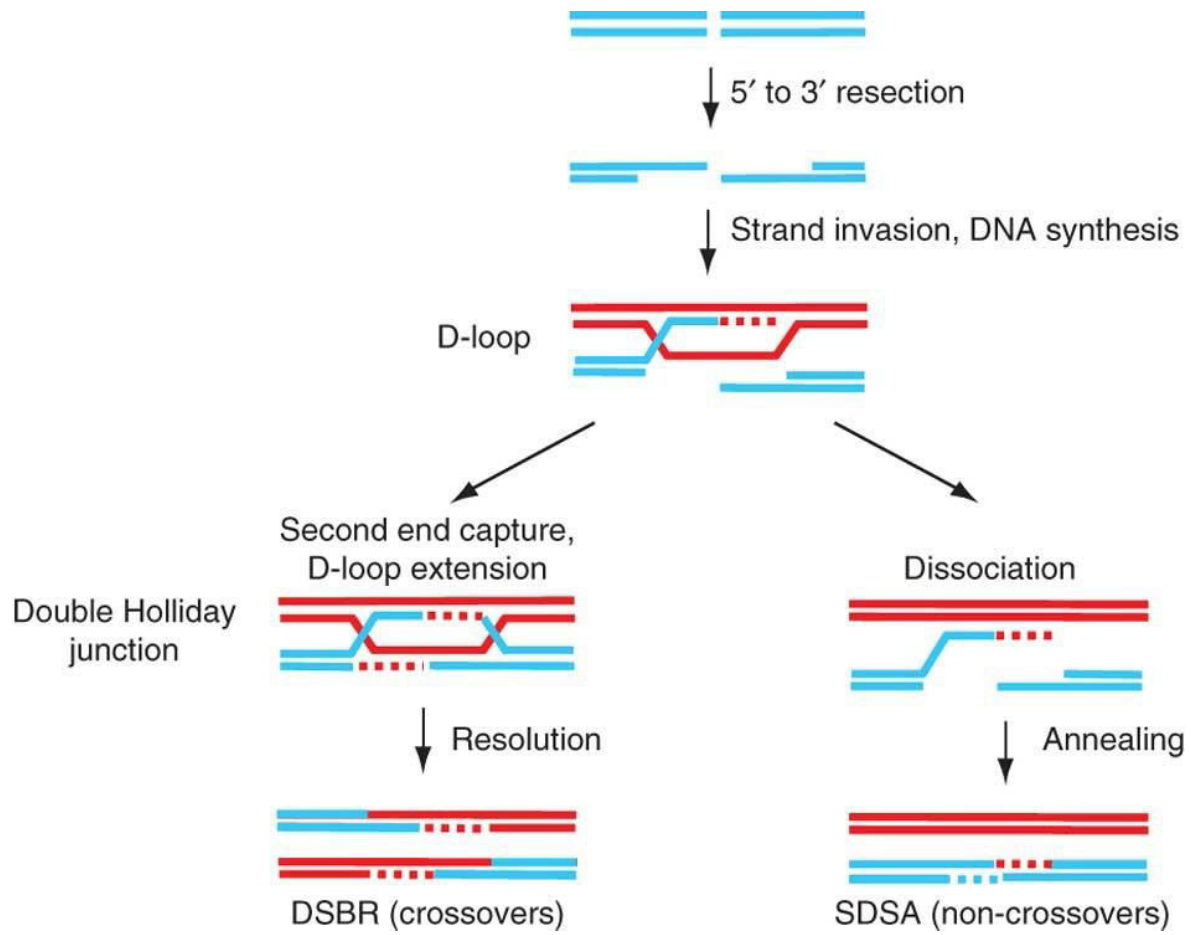 5′ to 3′ resection
Strand invasion, DNA synthesis
D-loop
Second end capture,
D-loop extension
Dissociation
Double Holliday
junction
Resolution
Annealing
DSBR (crossovers)
SDSA (non-crossovers)